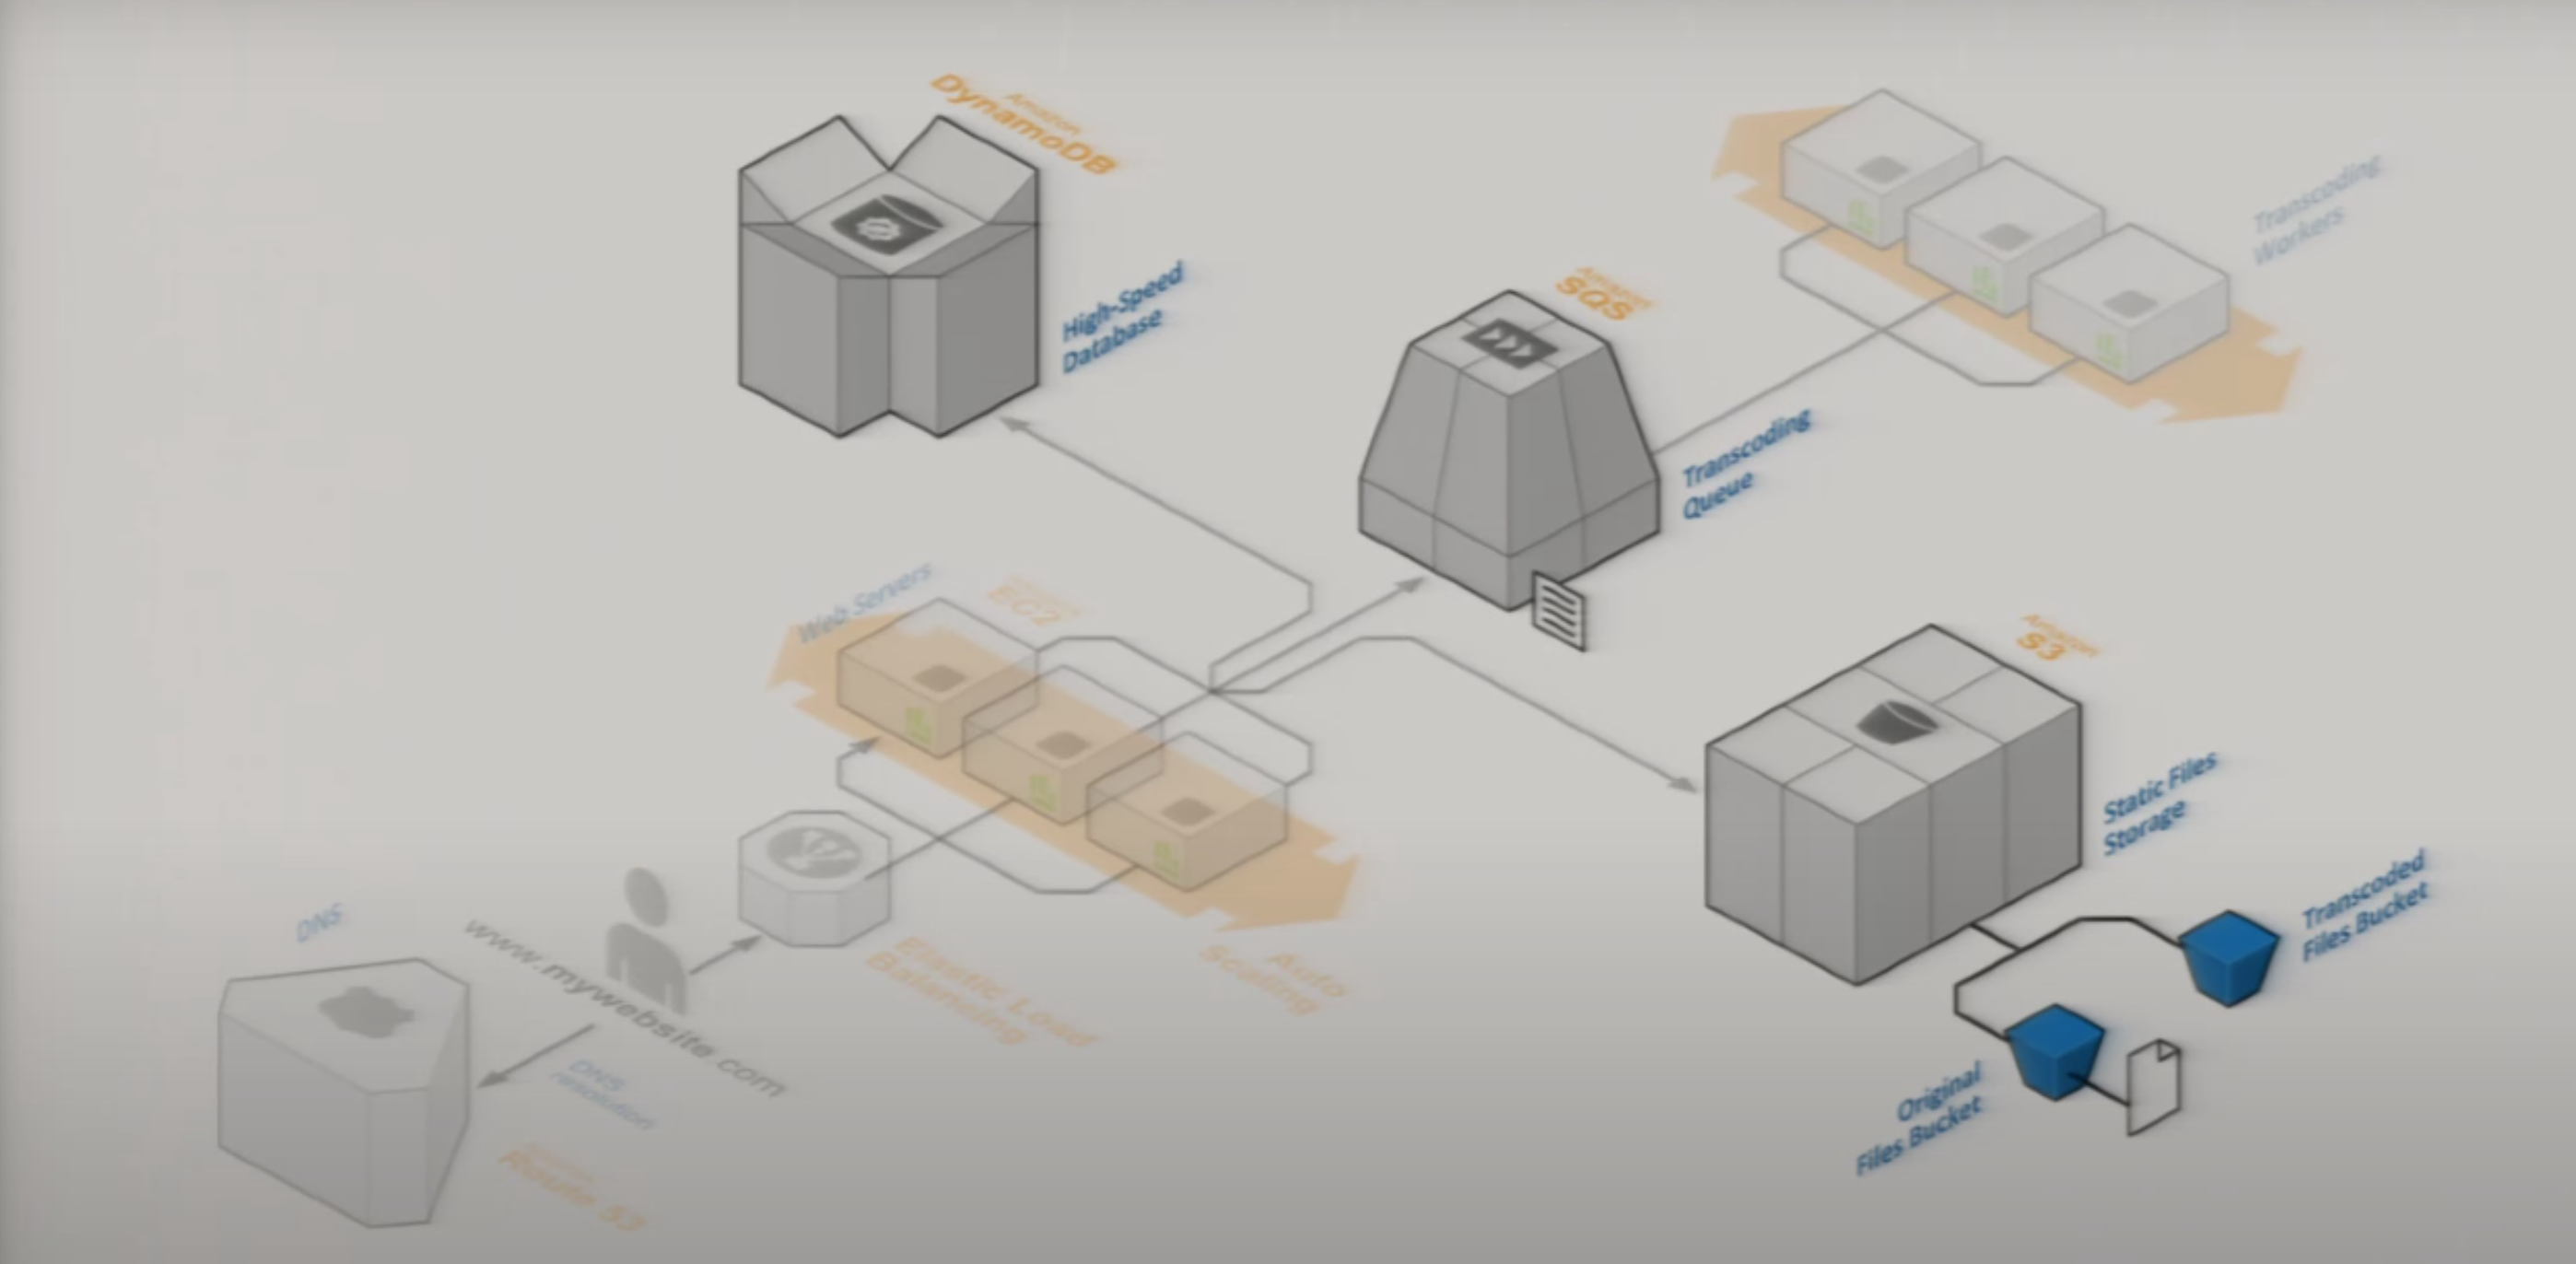 Amazon
DynamoDB
High-Speed
Database
Amazon
SQS
Transcoding
Queue
Transcoding
Workers
Web Servers
EC2
Amazon
S3
Static Files
Storage
Transcoded
Files Bucket
Original
Files Bucket
Auto
Scaling
Elastic Load
Balancing
www.mywebsite.com
DNS
DNS
resolution
Route 53